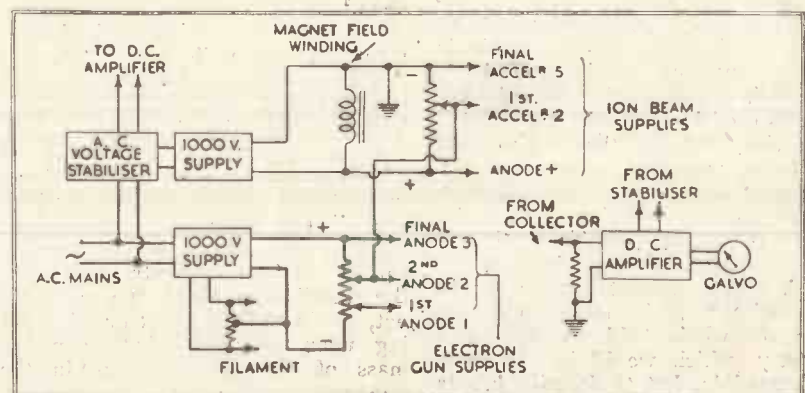 TO D.C.
AMPLIFIER
MAGNET FIELD
WINDING
A.C.
VOLTAGE
STABILISER
1000 V.
SUPPLY
-
FINAL
ACCELR 5
1ST.
ACCELR 2
ANODE +
+
ION BEAM
SUPPLIES
A.C. MAINS
1000 V
SUPPLY
FILAMENT
+
FINAL
ANODE 3
2ND
ANODE 2
1ST
ANODE 1
-
ELECTRON
GUN SUPPLIES
FROM
COLLECTOR
FROM
STABILISER
D.C.
AMPLIFIER
GALVO